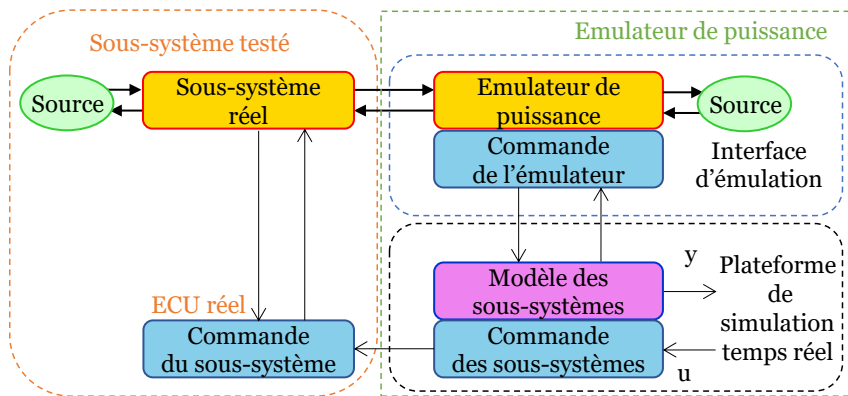 Sous-système testé
Emulateur de puissance
Source
Sous-système
réel
Emulateur de
puissance
Source
Commande
de l'émulateur
Interface
d'émulation
y
Modèle des
sous-systèmes
Plateforme
de
simulation
temps réel
ECU réel
Commande
du sous-système
Commande
des sous-systèmes
u